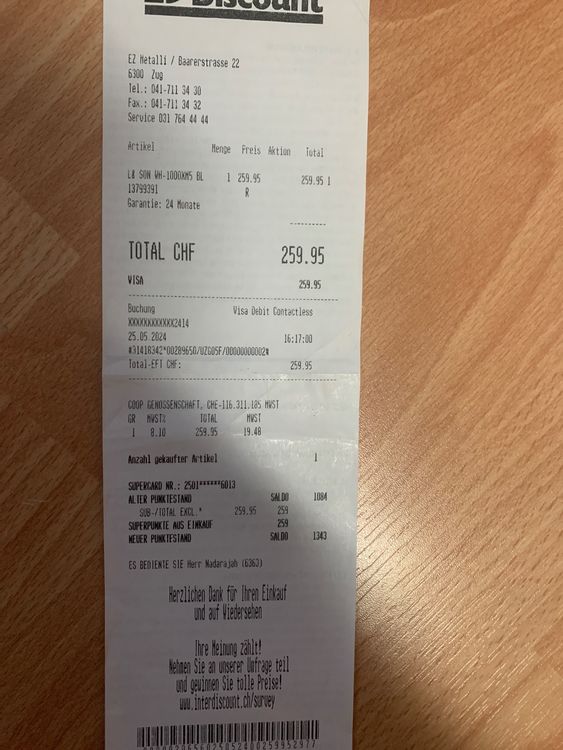 Discount
EZ Metalli / Baarerstrasse 22
6300 Zug
Tel.: 041-711 34 30
Fax.: 041-711 34 32
Service 031 764 44 44
Artikel Menge Preis Aktion Total
L& SON WH-1000XM5 BL 1 259.95 259.95 1
13799391 R
Garantie: 24 Monate
TOTAL CHF 259.95
VISA 259.95
Buchung Visa Debit Contactless
XXXXXXXXXXXX2414
25.05.2024 16:17:00
#31416342*00289650/UZG05F/00000000002#
Total-EFT CHF: 259.95
COOP GENOSSENSCHAFT, CHE-116.311.185 MWST
GR MWST% TOTAL MWST
1 8.10 259.95 19.48
Anzahl gekaufter Artikel 1
SUPERCARD NR.: 2501******6013
ALTER PUNKTESTAND SALDO 1084
SUB-/TOTAL EXCL.* 259.95 259
SUPERPUNKTE AUS EINKAUF 259
NEUER PUNKTESTAND SALDO 1343
ES BEDIENTE SIE Herr Nadarajah (6363)
Herzlichen Dank für Ihren Einkauf
und auf Wiedersehen
Ihre Meinung zählt!
Nehmen Sie an unserer Umfrage teil
und gewinnen Sie tolle Preise!
www.interdiscount.ch/survey